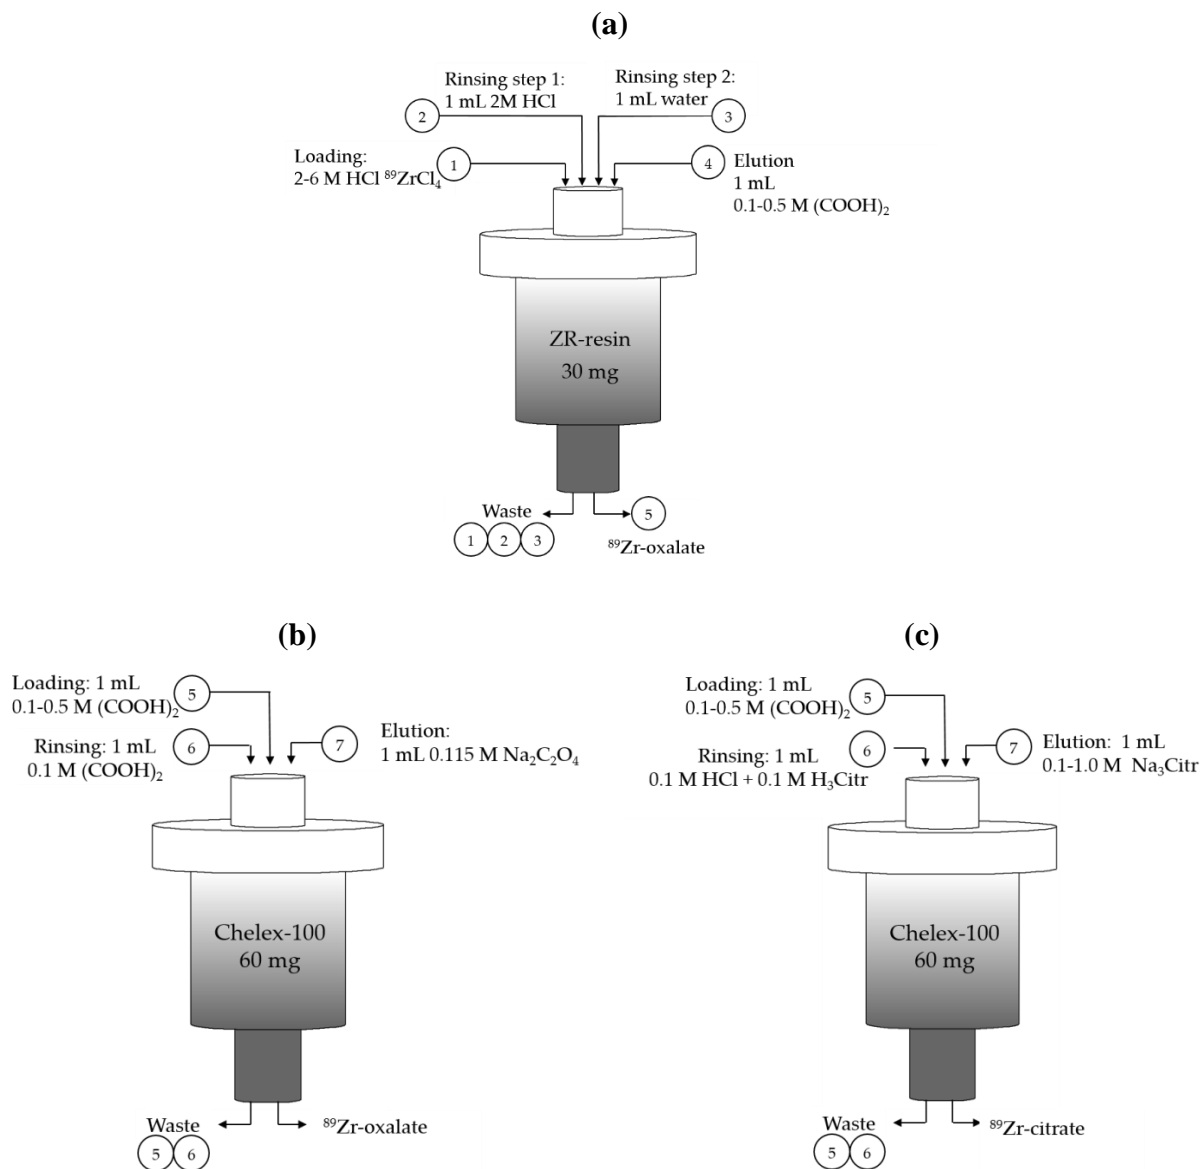 (a)
Rinsing step 1:
1 mL 2M HCl
2
Rinsing step 2:
1 mL water
3
Loading:
2-6 M HCl ⁸⁹ZrCl₄
1
4
Elution
1 mL
0.1-0.5 M (COOH)₂
ZR-resin
30 mg
Waste
1 2 3
5
⁸⁹Zr-oxalate
(b)
Loading: 1 mL
0.1-0.5 M (COOH)₂
5
Rinsing: 1 mL
0.1 M (COOH)₂
6
7
Elution:
1 mL 0.115 M Na₂C₂O₄
Chelex-100
60 mg
Waste
5 6
⁸⁹Zr-oxalate
(c)
Loading: 1 mL
0.1-0.5 M (COOH)₂
5
Rinsing: 1 mL
0.1 M HCl + 0.1 M H₃Citr
6
7
Elution: 1 mL
0.1-1.0 M Na₃Citr
Chelex-100
60 mg
Waste
5 6
⁸⁹Zr-citrate